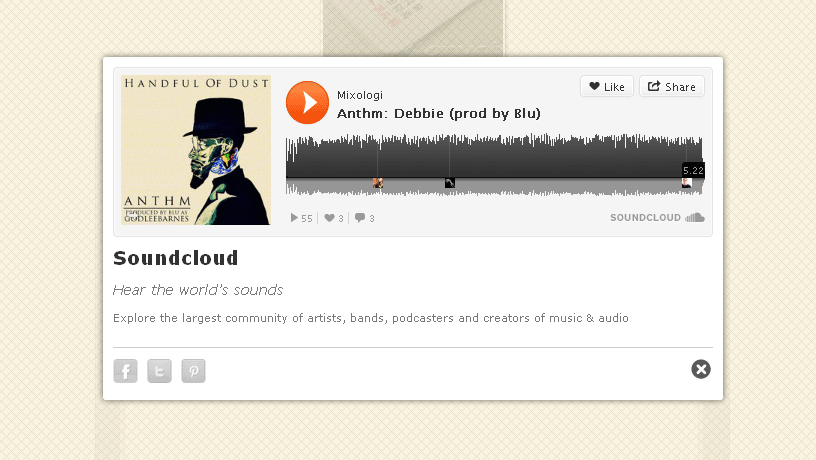 HANDFUL OF DUST
ANTHM
PRODUCED BY BLU AS
GODLEEBARNES
Mixologi
Anthm: Debbie (prod by Blu)
Like
Share
5.22
55
3
3
SOUNDCLOUD
Soundcloud
Hear the world's sounds
Explore the largest community of artists, bands, podcasters and creators of music & audio